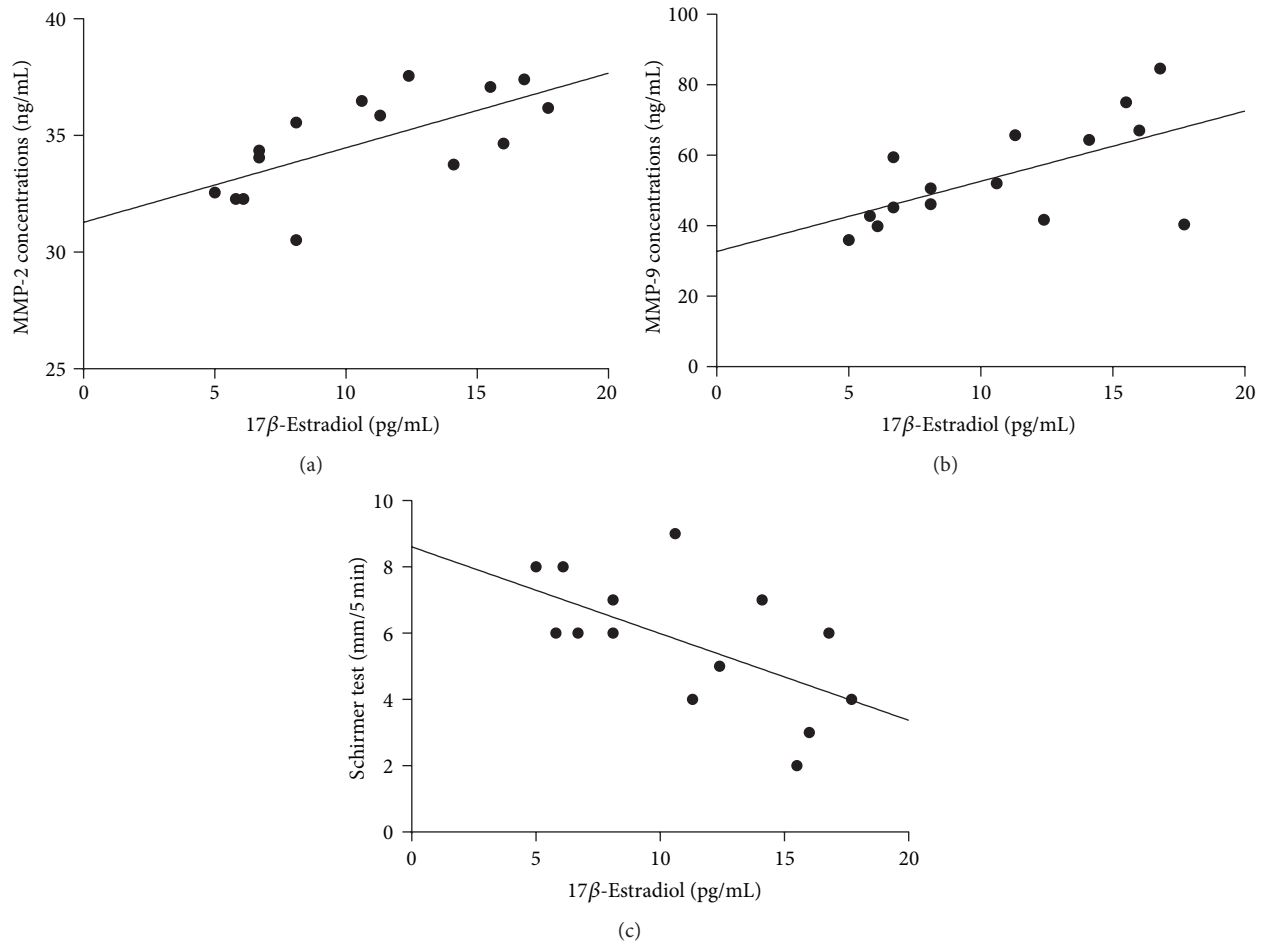 40
35
30
25
MMP-2 concentrations (ng/mL)
0 5 10 15 20
17β-Estradiol (pg/mL)
(a)
100
80
60
40
20
0
MMP-9 concentrations (ng/mL)
0 5 10 15 20
17β-Estradiol (pg/mL)
(b)
10
8
6
4
2
0
Schirmer test (mm/5 min)
0 5 10 15 20
17β-Estradiol (pg/mL)
(c)